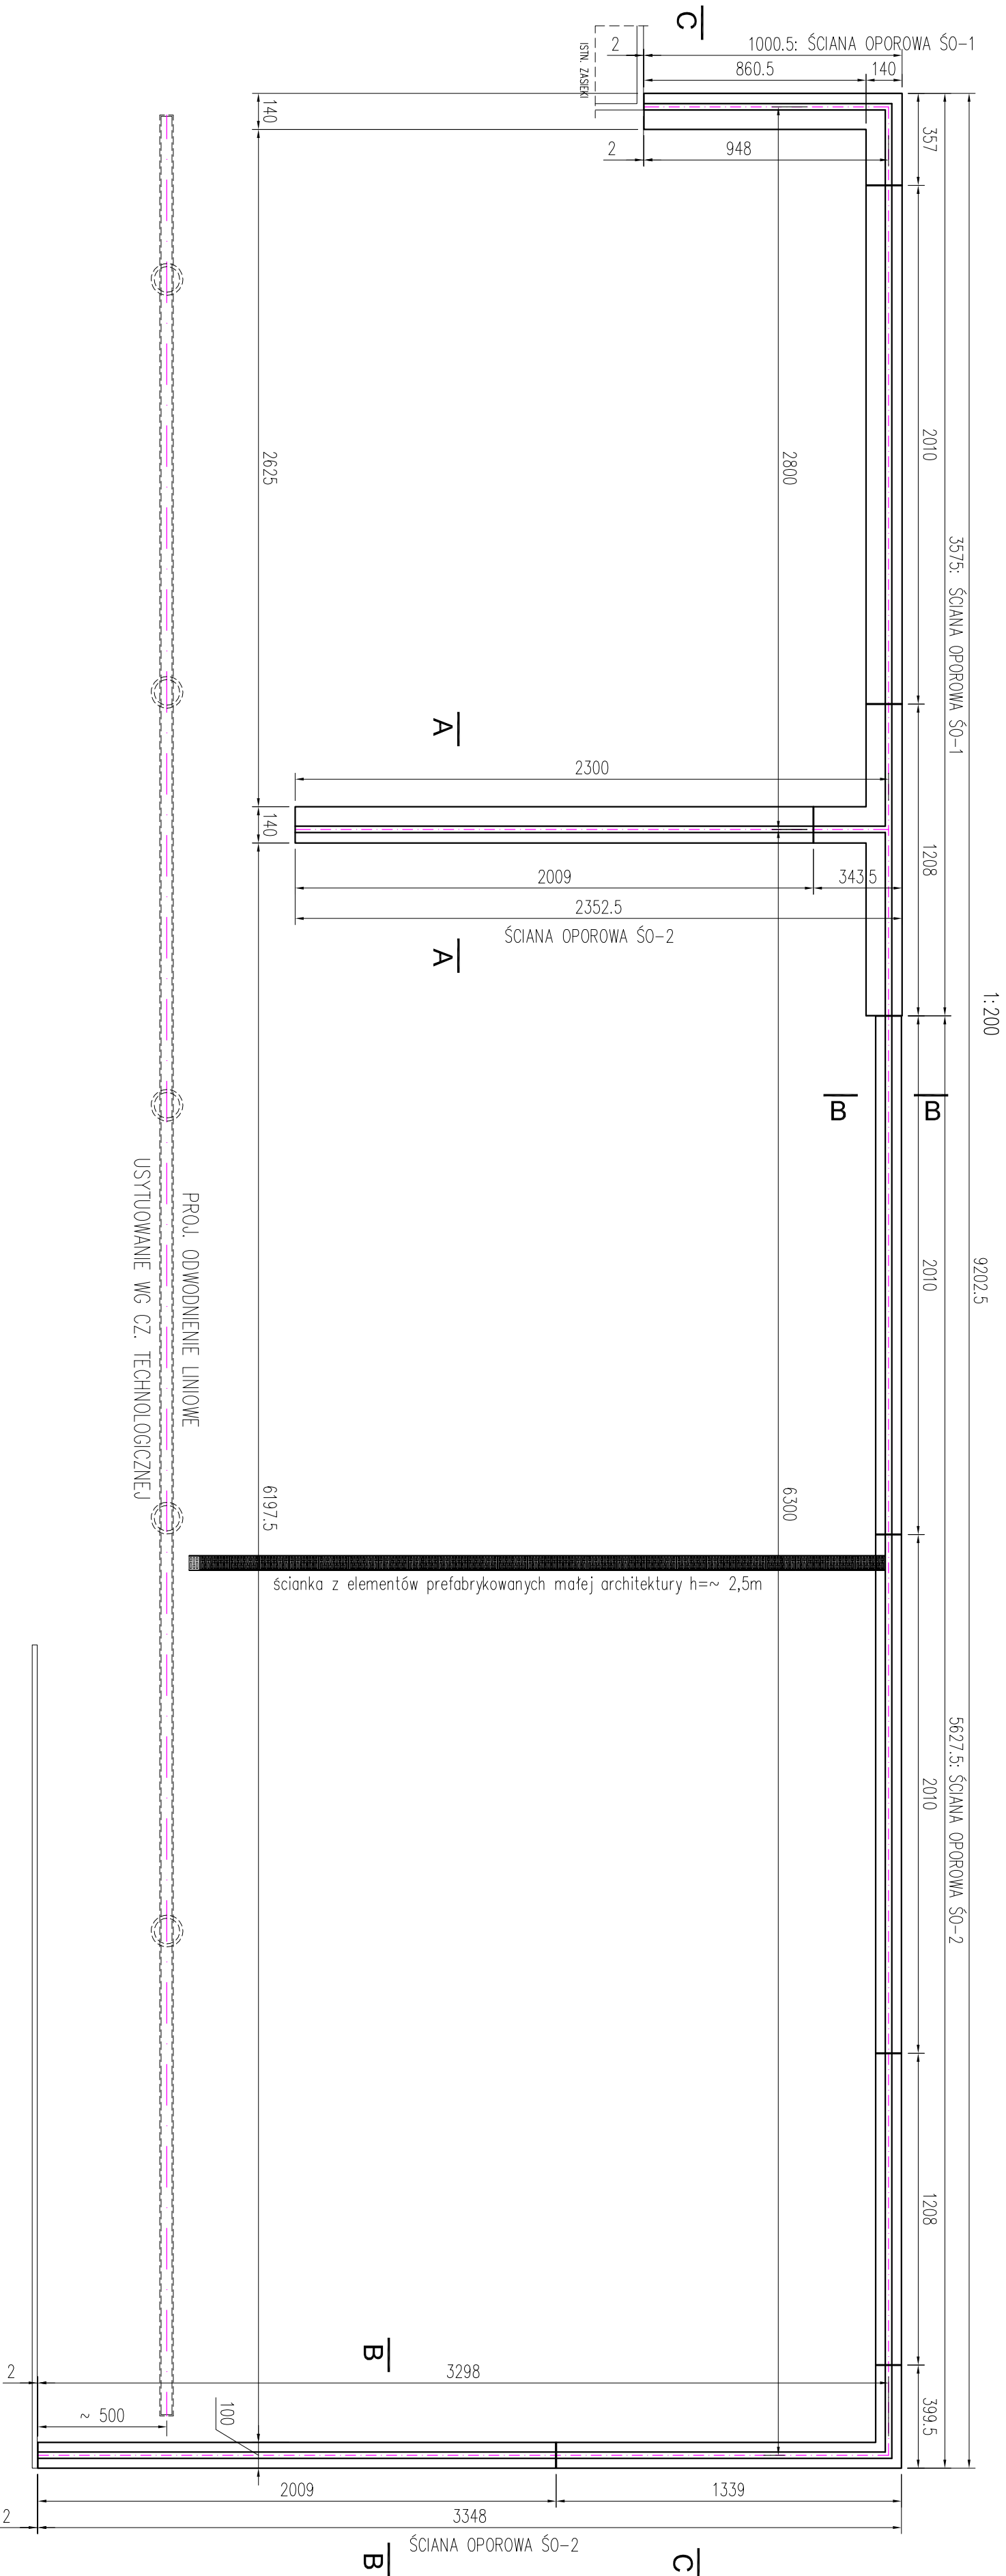 C
1000.5: ŚCIANA OPOROWA ŚO-1
2
860.5
140
ISTN. ZASIEKI
140
2
948
357
2010
3575: ŚCIANA OPOROWA ŚO-1
2625
2800
A
2300
140
1208
2009
343.5
2352.5
ŚCIANA OPOROWA ŚO-2
A
1:200
B
B
9202.5
2010
PROJ. ODWODNIENIE LINIOWE
USYTUOWANIE WG CZ. TECHNOLOGICZNEJ
6197.5
6300
ścianka z elementów prefabrykowanych małej architektury h=~ 2,5m
5627.5: ŚCIANA OPOROWA ŚO-2
2010
1208
B
3298
2
399.5
~ 500
100
2009
1339
2
3348
ŚCIANA OPOROWA ŚO-2
B
C